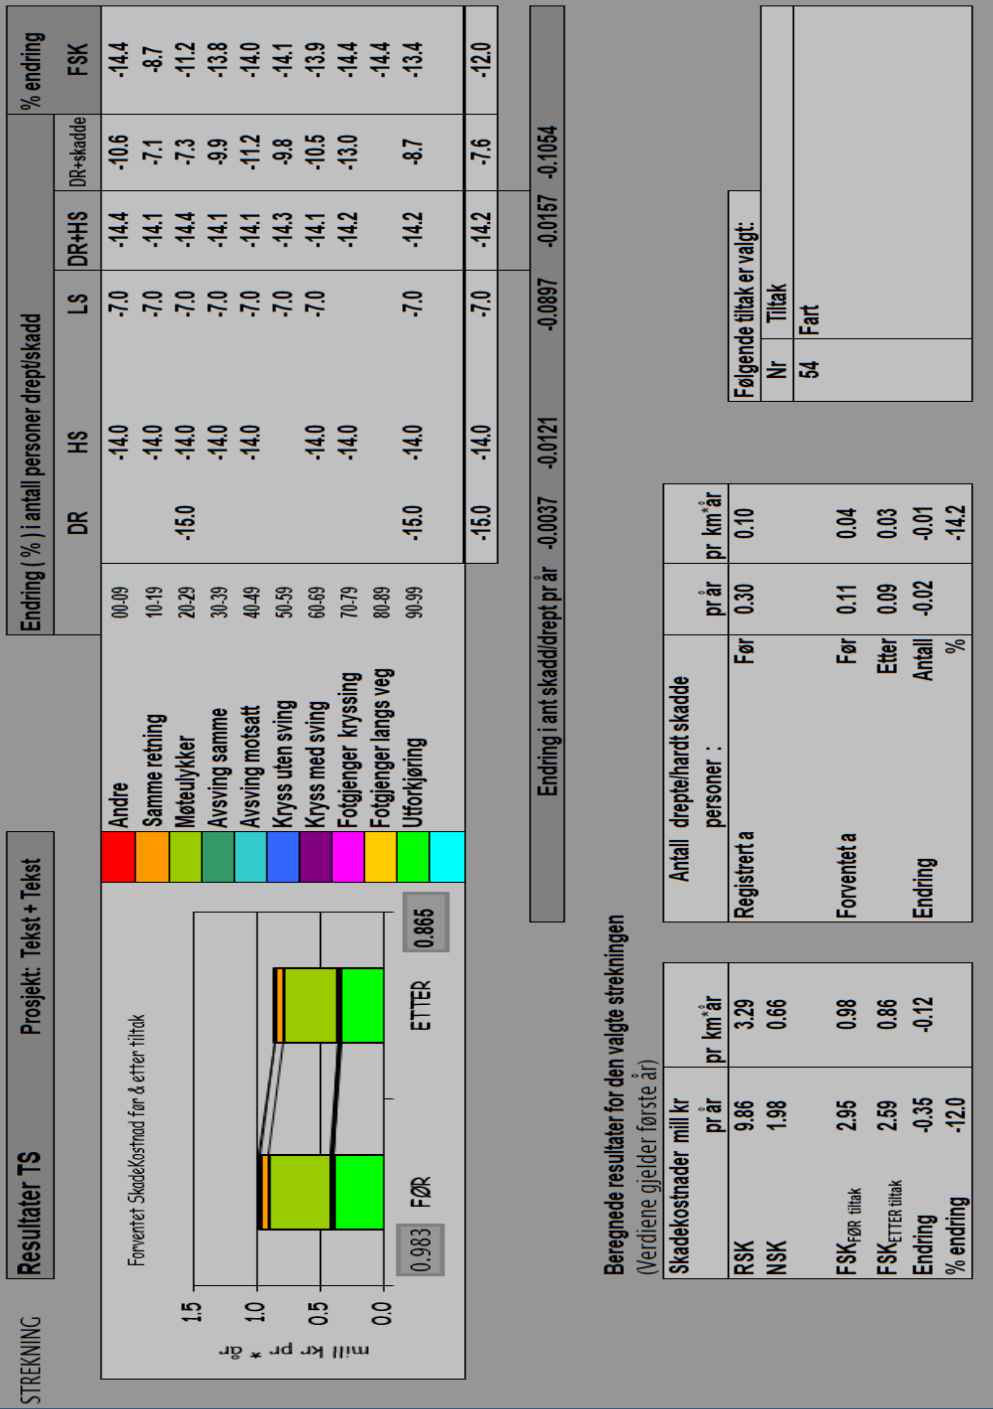 STREKNING
Resultater TS
Prosjekt: Tekst + Tekst
Endring ( % ) i antall personer drept/skadd
% endring
DR HS LS DR+HS DR+skadde FSK
Forventet SkadeKostnad før & etter tiltak
mill kr pr * år
1.5
1.0
0.5
0.0
0.983 FØR ETTER 0.865
Andre 00-09 -14.0 -7.0 -14.4 -10.6 -14.4
Samme retning 10-19 -14.0 -7.0 -14.1 -7.1 -8.7
Møteulykker 20-29 -15.0 -14.0 -7.0 -14.4 -7.3 -11.2
Avsving samme 30-39 -14.0 -7.0 -14.1 -9.9 -13.8
Avsving motsatt 40-49 -14.0 -7.0 -14.1 -11.2 -14.0
Kryss uten sving 50-59 -7.0 -14.3 -9.8 -14.1
Kryss med sving 60-69 -14.0 -7.0 -14.1 -10.5 -13.9
Fotgjenger kryssing 70-79 -14.0 -14.2 -13.0 -14.4
Fotgjenger langs veg 80-89 -14.4
Utforkjøring 90-99 -15.0 -14.0 -7.0 -14.2 -8.7 -13.4
-15.0 -14.0 -7.0 -14.2 -7.6 -12.0
Endring i ant skadd/drept pr år -0.0037 -0.0121 -0.0897 -0.0157 -0.1054
Beregnede resultater for den valgte strekningen
(Verdiene gjelder første år)
Skadekostnader mill kr
pr år pr km*år
RSK 9.86 3.29
NSK 1.98 0.66
FSK FØR tiltak 2.95 0.98
FSK ETTER tiltak 2.59 0.86
Endring -0.35 -0.12
% endring -12.0
Antall drepte/hardt skadde
personer : pr år pr km*år
Registrert a Før 0.30 0.10
Forventet a Før 0.11 0.04
Etter 0.09 0.03
Endring Antall -0.02 -0.01
% -14.2
Følgende tiltak er valgt:
Nr Tiltak
54 Fart